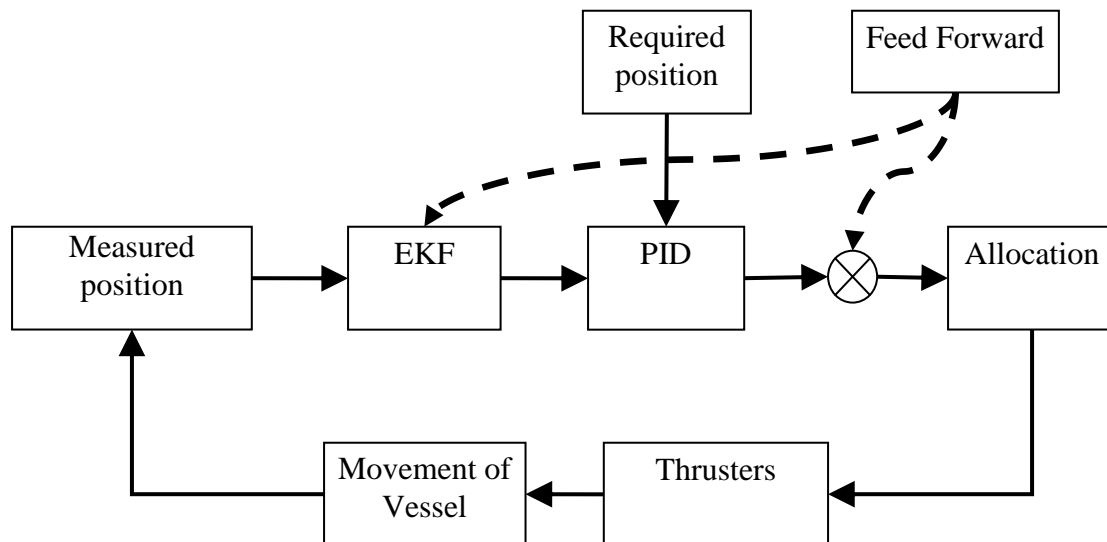 Required
position
Feed Forward
Measured
position
EKF
PID
Allocation
Movement of
Vessel
Thrusters